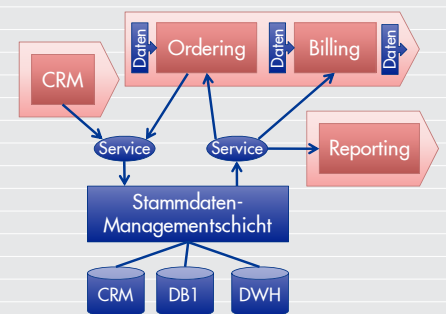 Daten
Ordering
Daten
Billing
Daten
CRM
Service
Service
Reporting
Stammdaten-
Managementschicht
CRM
DB1
DWH